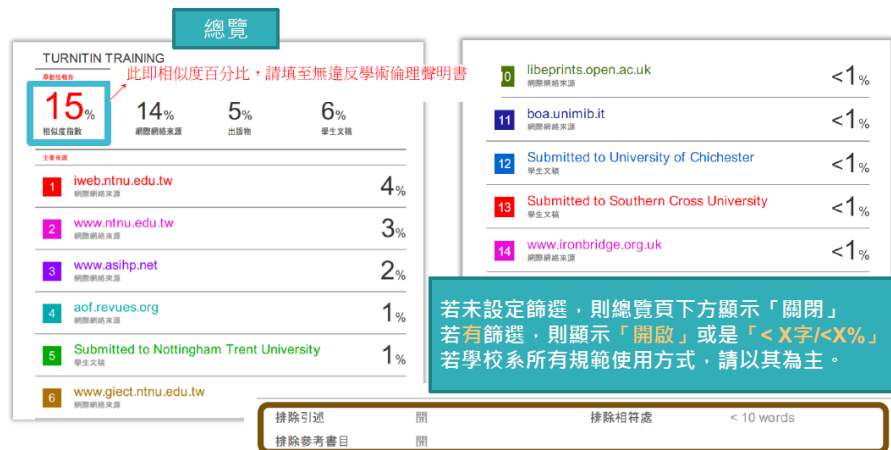 總覽
TURNITIN TRAINING
原創性報告
此即相似度百分比，請填至無違反學術倫理聲明書
15%
相似度指數
14%
網際網絡來源
5%
出版物
6%
學生文稿
主要來源
1 iweb.ntnu.edu.tw 4%
網際網絡來源
2 www.ntnu.edu.tw 3%
網際網絡來源
3 www.asihp.net 2%
網際網絡來源
4 aof.revues.org 1%
網際網絡來源
5 Submitted to Nottingham Trent University 1%
學生文稿
6 www.giect.ntnu.edu.tw
網際網絡來源
10 libeprints.open.ac.uk <1%
網際網絡來源
11 boa.unimib.it <1%
網際網絡來源
12 Submitted to University of Chichester <1%
學生文稿
13 Submitted to Southern Cross University <1%
學生文稿
14 www.ironbridge.org.uk <1%
網際網絡來源
若未設定篩選，則總覽頁下方顯示「關閉」
若有篩選，則顯示「開啟」或是「< X字/<X%」
若學校系所有規範使用方式，請以其為主。
排除引述 開 排除相符處 < 10 words
排除參考書目 開